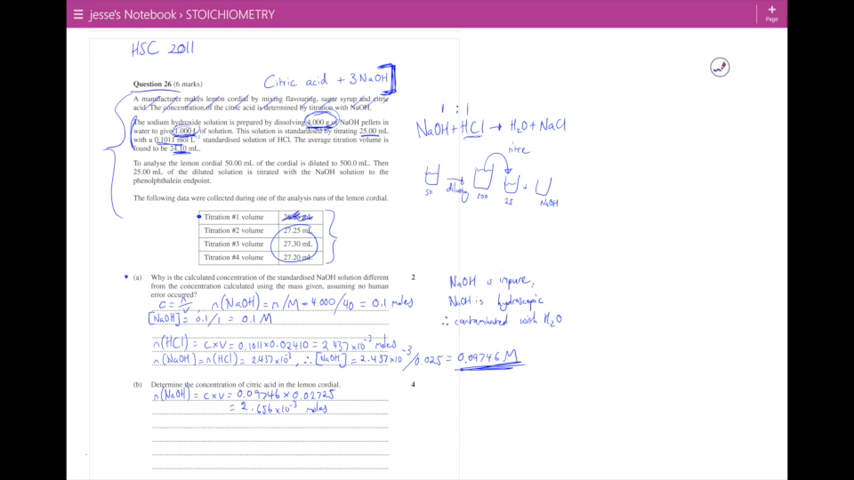 jesse's Notebook › STOICHIOMETRY
Page
HSC 2011
Question 26 (6 marks)
Citric acid + 3NaOH
A manufacturer makes lemon cordial by mixing flavouring, sugar syrup and citric
acid. The concentration of the citric acid is determined by titration with NaOH.
The sodium hydroxide solution is prepared by dissolving 4.000 g of NaOH pellets
in water to give 1.000 L of solution. This solution is standardised by titrating 25.00 mL
with a 0.1011 mol L⁻¹ standardised solution of HCl. The average titration volume is
found to be 24.10 mL.
To analyse the lemon cordial 50.00 mL of the cordial is diluted to 500.0 mL. Then
25.00 mL of the diluted solution is titrated with the NaOH solution to the
phenolphthalein endpoint.
The following data were collected during one of the analysis runs of the lemon cordial.
Titration #1 volume
Titration #2 volume 27.25 mL
Titration #3 volume 27.30 mL
Titration #4 volume 27.20 mL
1 : 1
NaOH + HCl → H2O + NaCl
titre
50
diluting
500
25
+
NaOH
(a) Why is the calculated concentration of the standardised NaOH solution different 2
from the concentration calculated using the mass given, assuming no human
error occurred?
c = n/v n(NaOH) = n/M = 4.000/40 = 0.1 moles
[NaOH] = 0.1/1 = 0.1 M
n(HCl) = c x v = 0.1011 x 0.02410 = 2.437 x 10⁻³ moles
n(NaOH) = n(HCl) = 2.437 x 10⁻³, ∴ [NaOH] = 2.437 x 10⁻³/0.025 = 0.09746 M
NaOH is impure,
NaOH is hydroscopic
∴ contaminated with H2O
(b) Determine the concentration of citric acid in the lemon cordial. 4
n(NaOH) = c x v = 0.09746 x 0.02725
= 2.656 x 10⁻³ moles